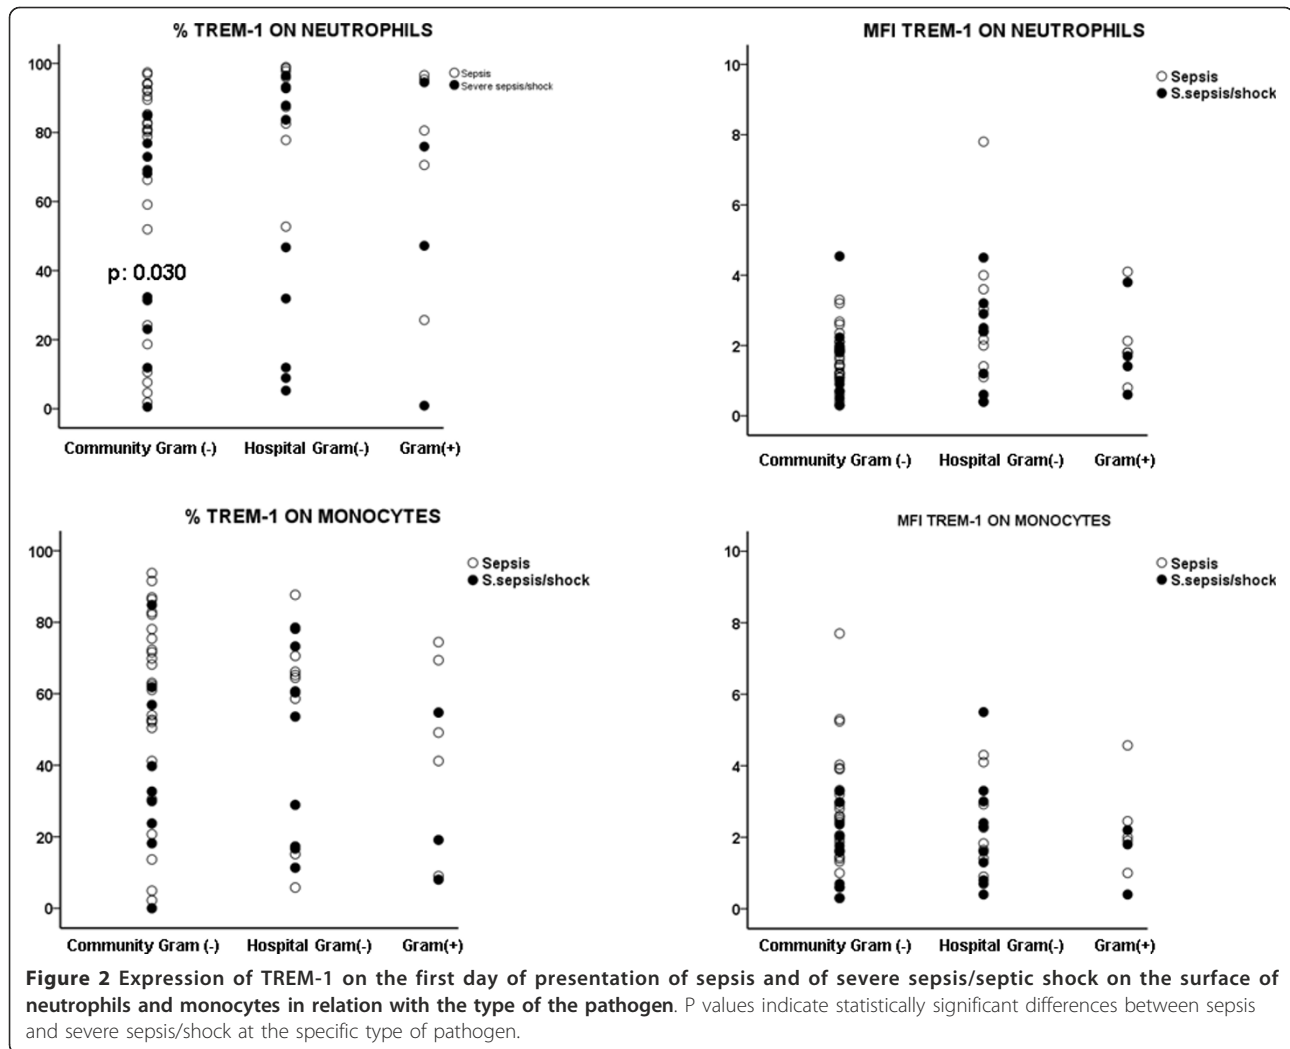 % TREM-1 ON NEUTROPHILS
100
80
60
40
20
0
Sepsis
Severe sepsis/shock
p: 0.030
Community Gram (-) Hospital Gram(-) Gram(+)
MFI TREM-1 ON NEUTROPHILS
10
8
6
4
2
0
Sepsis
S.sepsis/shock
Community Gram (-) Hospital Gram(-) Gram(+)
% TREM-1 ON MONOCYTES
100
80
60
40
20
0
Sepsis
S.sepsis/shock
Community Gram (-) Hospital Gram(-) Gram(+)
MFI TREM-1 ON MONOCYTES
10
8
6
4
2
0
Sepsis
S.sepsis/shock
Community Gram (-) Hospital Gram(-) Gram(+)
Figure 2 Expression of TREM-1 on the first day of presentation of sepsis and of severe sepsis/septic shock on the surface of
neutrophils and monocytes in relation with the type of the pathogen. P values indicate statistically significant differences between sepsis
and severe sepsis/shock at the specific type of pathogen.